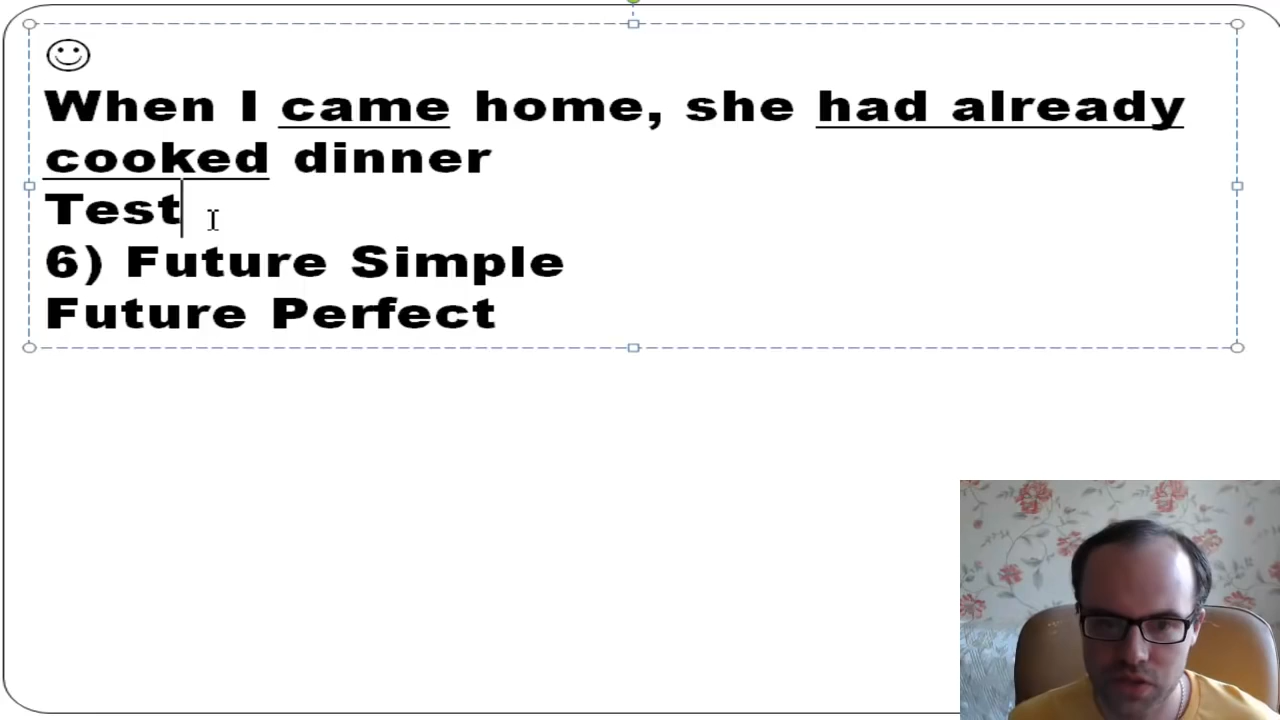 When I came home, she had already
cooked dinner
Test
6) Future Simple
Future Perfect